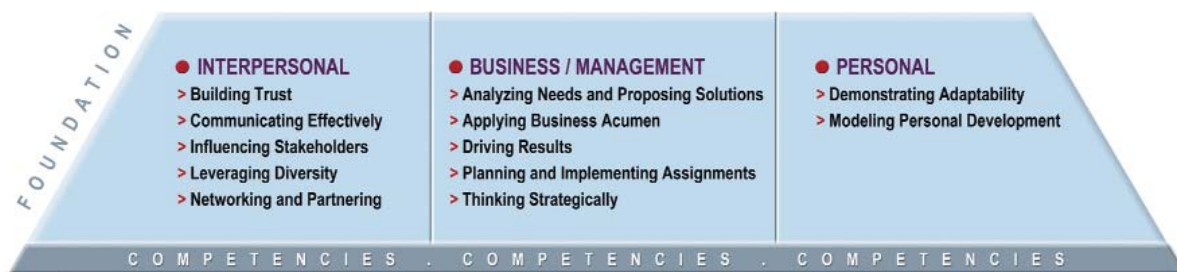 FOUNDATION
● INTERPERSONAL
> Building Trust
> Communicating Effectively
> Influencing Stakeholders
> Leveraging Diversity
> Networking and Partnering
● BUSINESS / MANAGEMENT
> Analyzing Needs and Proposing Solutions
> Applying Business Acumen
> Driving Results
> Planning and Implementing Assignments
> Thinking Strategically
● PERSONAL
> Demonstrating Adaptability
> Modeling Personal Development
COMPETENCIES . COMPETENCIES . COMPETENCIES